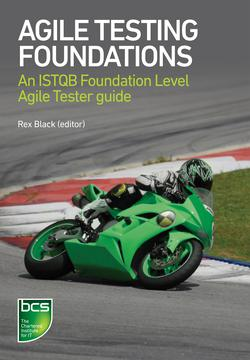 AGILE TESTING
FOUNDATIONS
An ISTQB Foundation Level
Agile Tester guide
Rex Black (editor)
bcs
The
Chartered
Institute
for IT